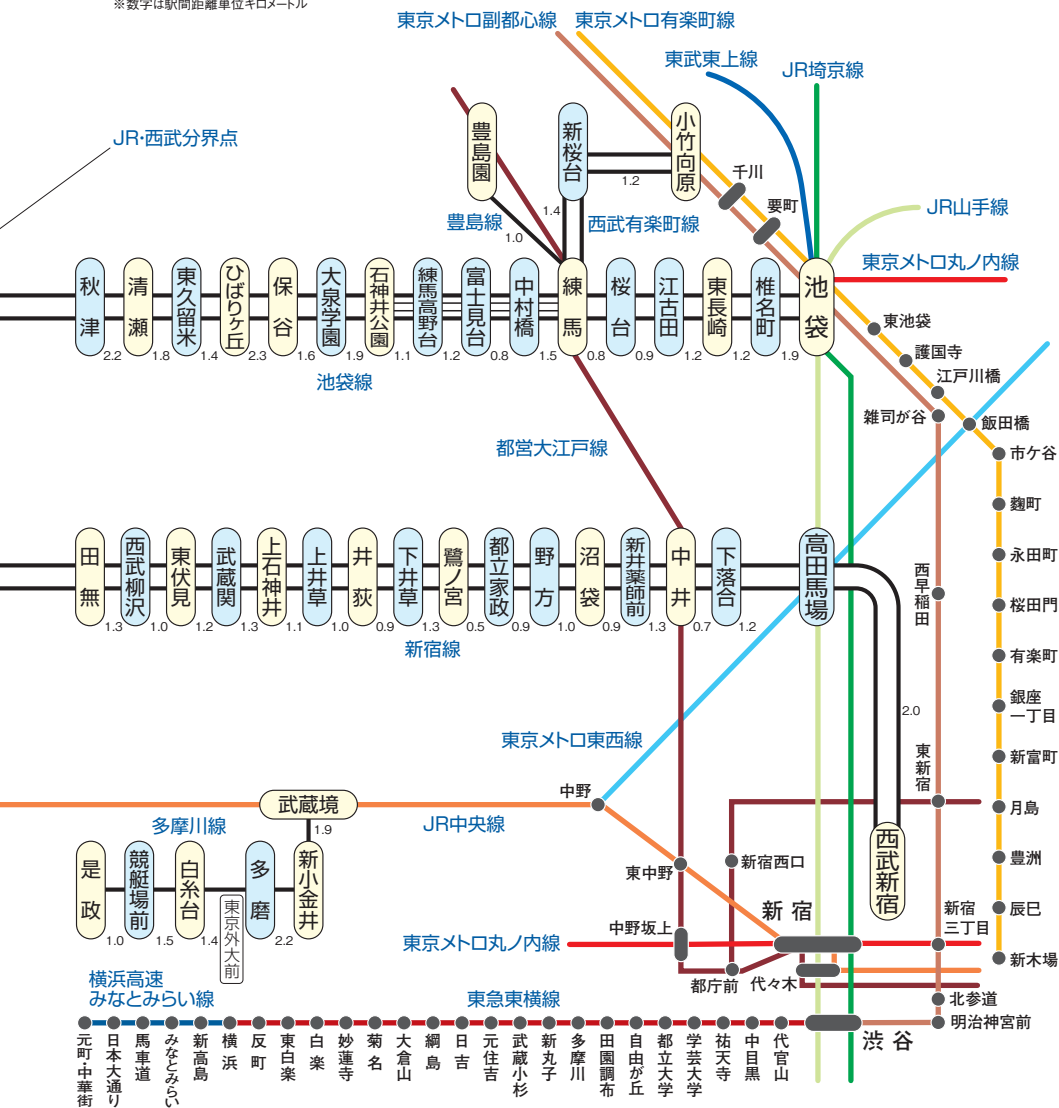 ※数字は駅間距離単位キロメートル
東京メトロ副都心線
東京メトロ有楽町線
東武東上線
JR埼京線
JR・西武分界点
豊島園
新桜台
小竹向原
1.2
千川
要町
JR山手線
豊島線
1.0
1.4
西武有楽町線
東京メトロ丸ノ内線
秋津
清瀬
東久留米
ひばりヶ丘
保谷
大泉学園
石神井公園
練馬高野台
富士見台
中村橋
練馬
桜台
江古田
東長崎
椎名町
池袋
2.2
1.8
1.4
2.3
1.6
1.9
1.1
1.2
0.8
1.5
0.8
0.9
1.2
1.2
1.9
池袋線
東池袋
護国寺
江戸川橋
雑司が谷
飯田橋
市ケ谷
都営大江戸線
麹町
永田町
桜田門
有楽町
銀座
一丁目
新富町
月島
豊洲
辰巳
新木場
田無
西武柳沢
東伏見
武蔵関
上石神井
上井草
井荻
下井草
鷺ノ宮
都立家政
野方
沼袋
新井薬師前
中井
下落合
高田馬場
1.3
1.0
1.2
1.3
1.1
1.0
0.9
1.3
0.5
0.9
1.0
0.9
1.3
0.7
1.2
新宿線
西早稲田
2.0
東京メトロ東西線
東新宿
中野
武蔵境
JR中央線
多摩川線
1.9
是政
競艇場前
白糸台
多磨
新小金井
東京外大前
1.0
1.5
1.4
2.2
東中野
新宿西口
西武新宿
新宿
中野坂上
東京メトロ丸ノ内線
新宿
三丁目
都庁前
代々木
北参道
明治神宮前
横浜高速
みなとみらい線
東急東横線
渋谷
元町・中華街
日本大通り
馬車道
みなとみらい
新高島
横浜
反町
東白楽
白楽
妙蓮寺
菊名
大倉山
綱島
日吉
元住吉
武蔵小杉
新丸子
多摩川
田園調布
自由が丘
都立大学
学芸大学
祐天寺
中目黒
代官山